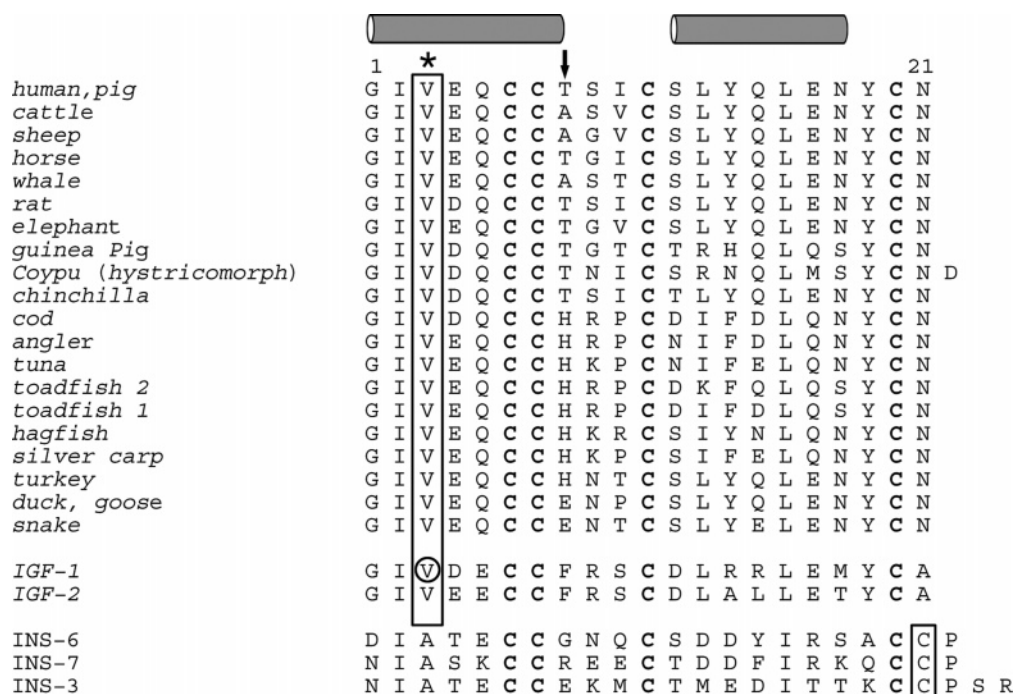 1 * 21
human,pig G I V E Q C C T S I C S L Y Q L E N Y C N
cattle G I V E Q C C A S V C S L Y Q L E N Y C N
sheep G I V E Q C C A G V C S L Y Q L E N Y C N
horse G I V E Q C C T G I C S L Y Q L E N Y C N
whale G I V E Q C C A S T C S L Y Q L E N Y C N
rat G I V D Q C C T S I C S L Y Q L E N Y C N
elephant G I V E Q C C T G V C S L Y Q L E N Y C N
guinea Pig G I V D Q C C T G T C T R H Q L Q S Y C N
Coypu (hystricomorph) G I V D Q C C T N I C S R N Q L M S Y C N D
chinchilla G I V D Q C C T S I C T L Y Q L E N Y C N
cod G I V D Q C C H R P C D I F D L Q N Y C N
angler G I V E Q C C H R P C N I F D L Q N Y C N
tuna G I V E Q C C H K P C N I F E L Q N Y C N
toadfish 2 G I V E Q C C H R P C D K F Q L Q S Y C N
toadfish 1 G I V E Q C C H R P C D I F D L Q S Y C N
hagfish G I V E Q C C H K R C S I Y N L Q N Y C N
silver carp G I V E Q C C H K P C S I F E L Q N Y C N
turkey G I V E Q C C H N T C S L Y Q L E N Y C N
duck, goose G I V E Q C C E N P C S L Y Q L E N Y C N
snake G I V E Q C C E N T C S L Y E L E N Y C N
IGF-1 G I V D E C C F R S C D L R R L E M Y C A
IGF-2 G I V E E C C F R S C D L A L L E T Y C A
INS-6 D I A T E C C G N Q C S D D Y I R S A C C P
INS-7 N I A S K C C R E E C T D D F I R K Q C C P
INS-3 N I A T E C C E K M C T M E D I T T K C C P S R